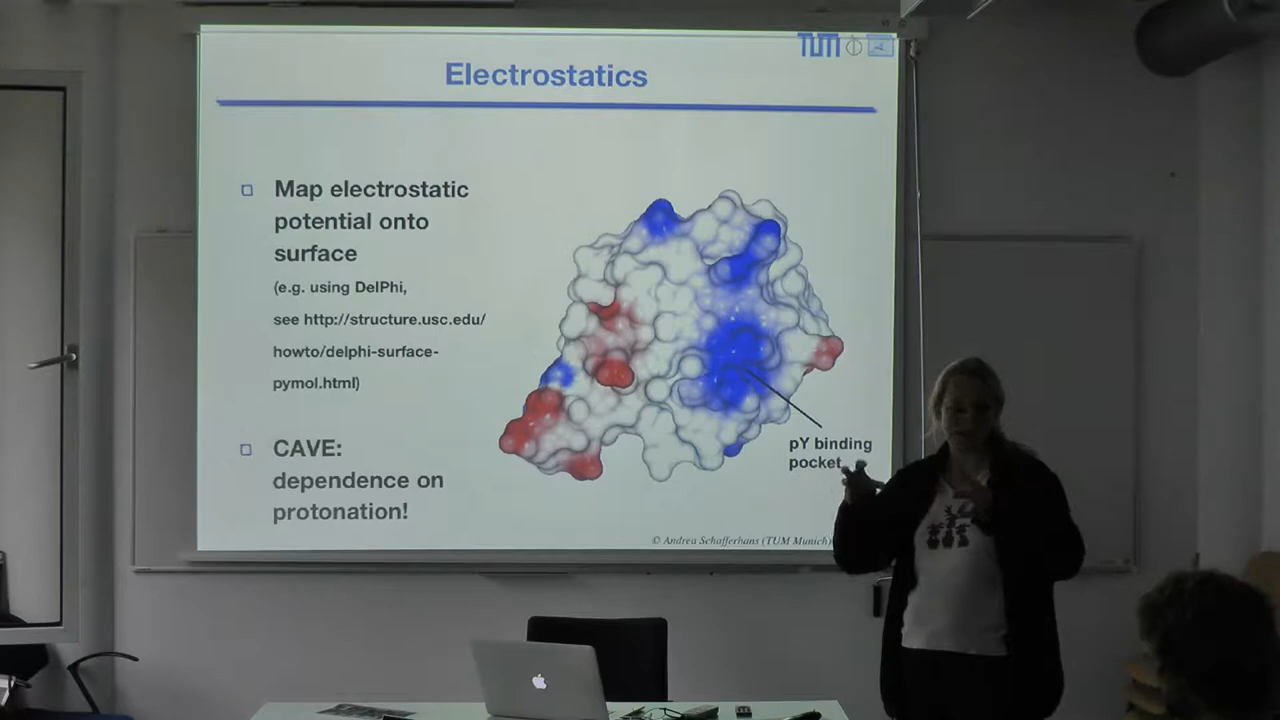 TUM
Electrostatics
Map electrostatic
potential onto
surface
(e.g. using DelPhi,
see http://structure.usc.edu/
howto/delphi-surface-
pymol.html)
CAVE:
dependence on
protonation!
pY binding
pocket
© Andrea Schafferhans (TUM Munich)